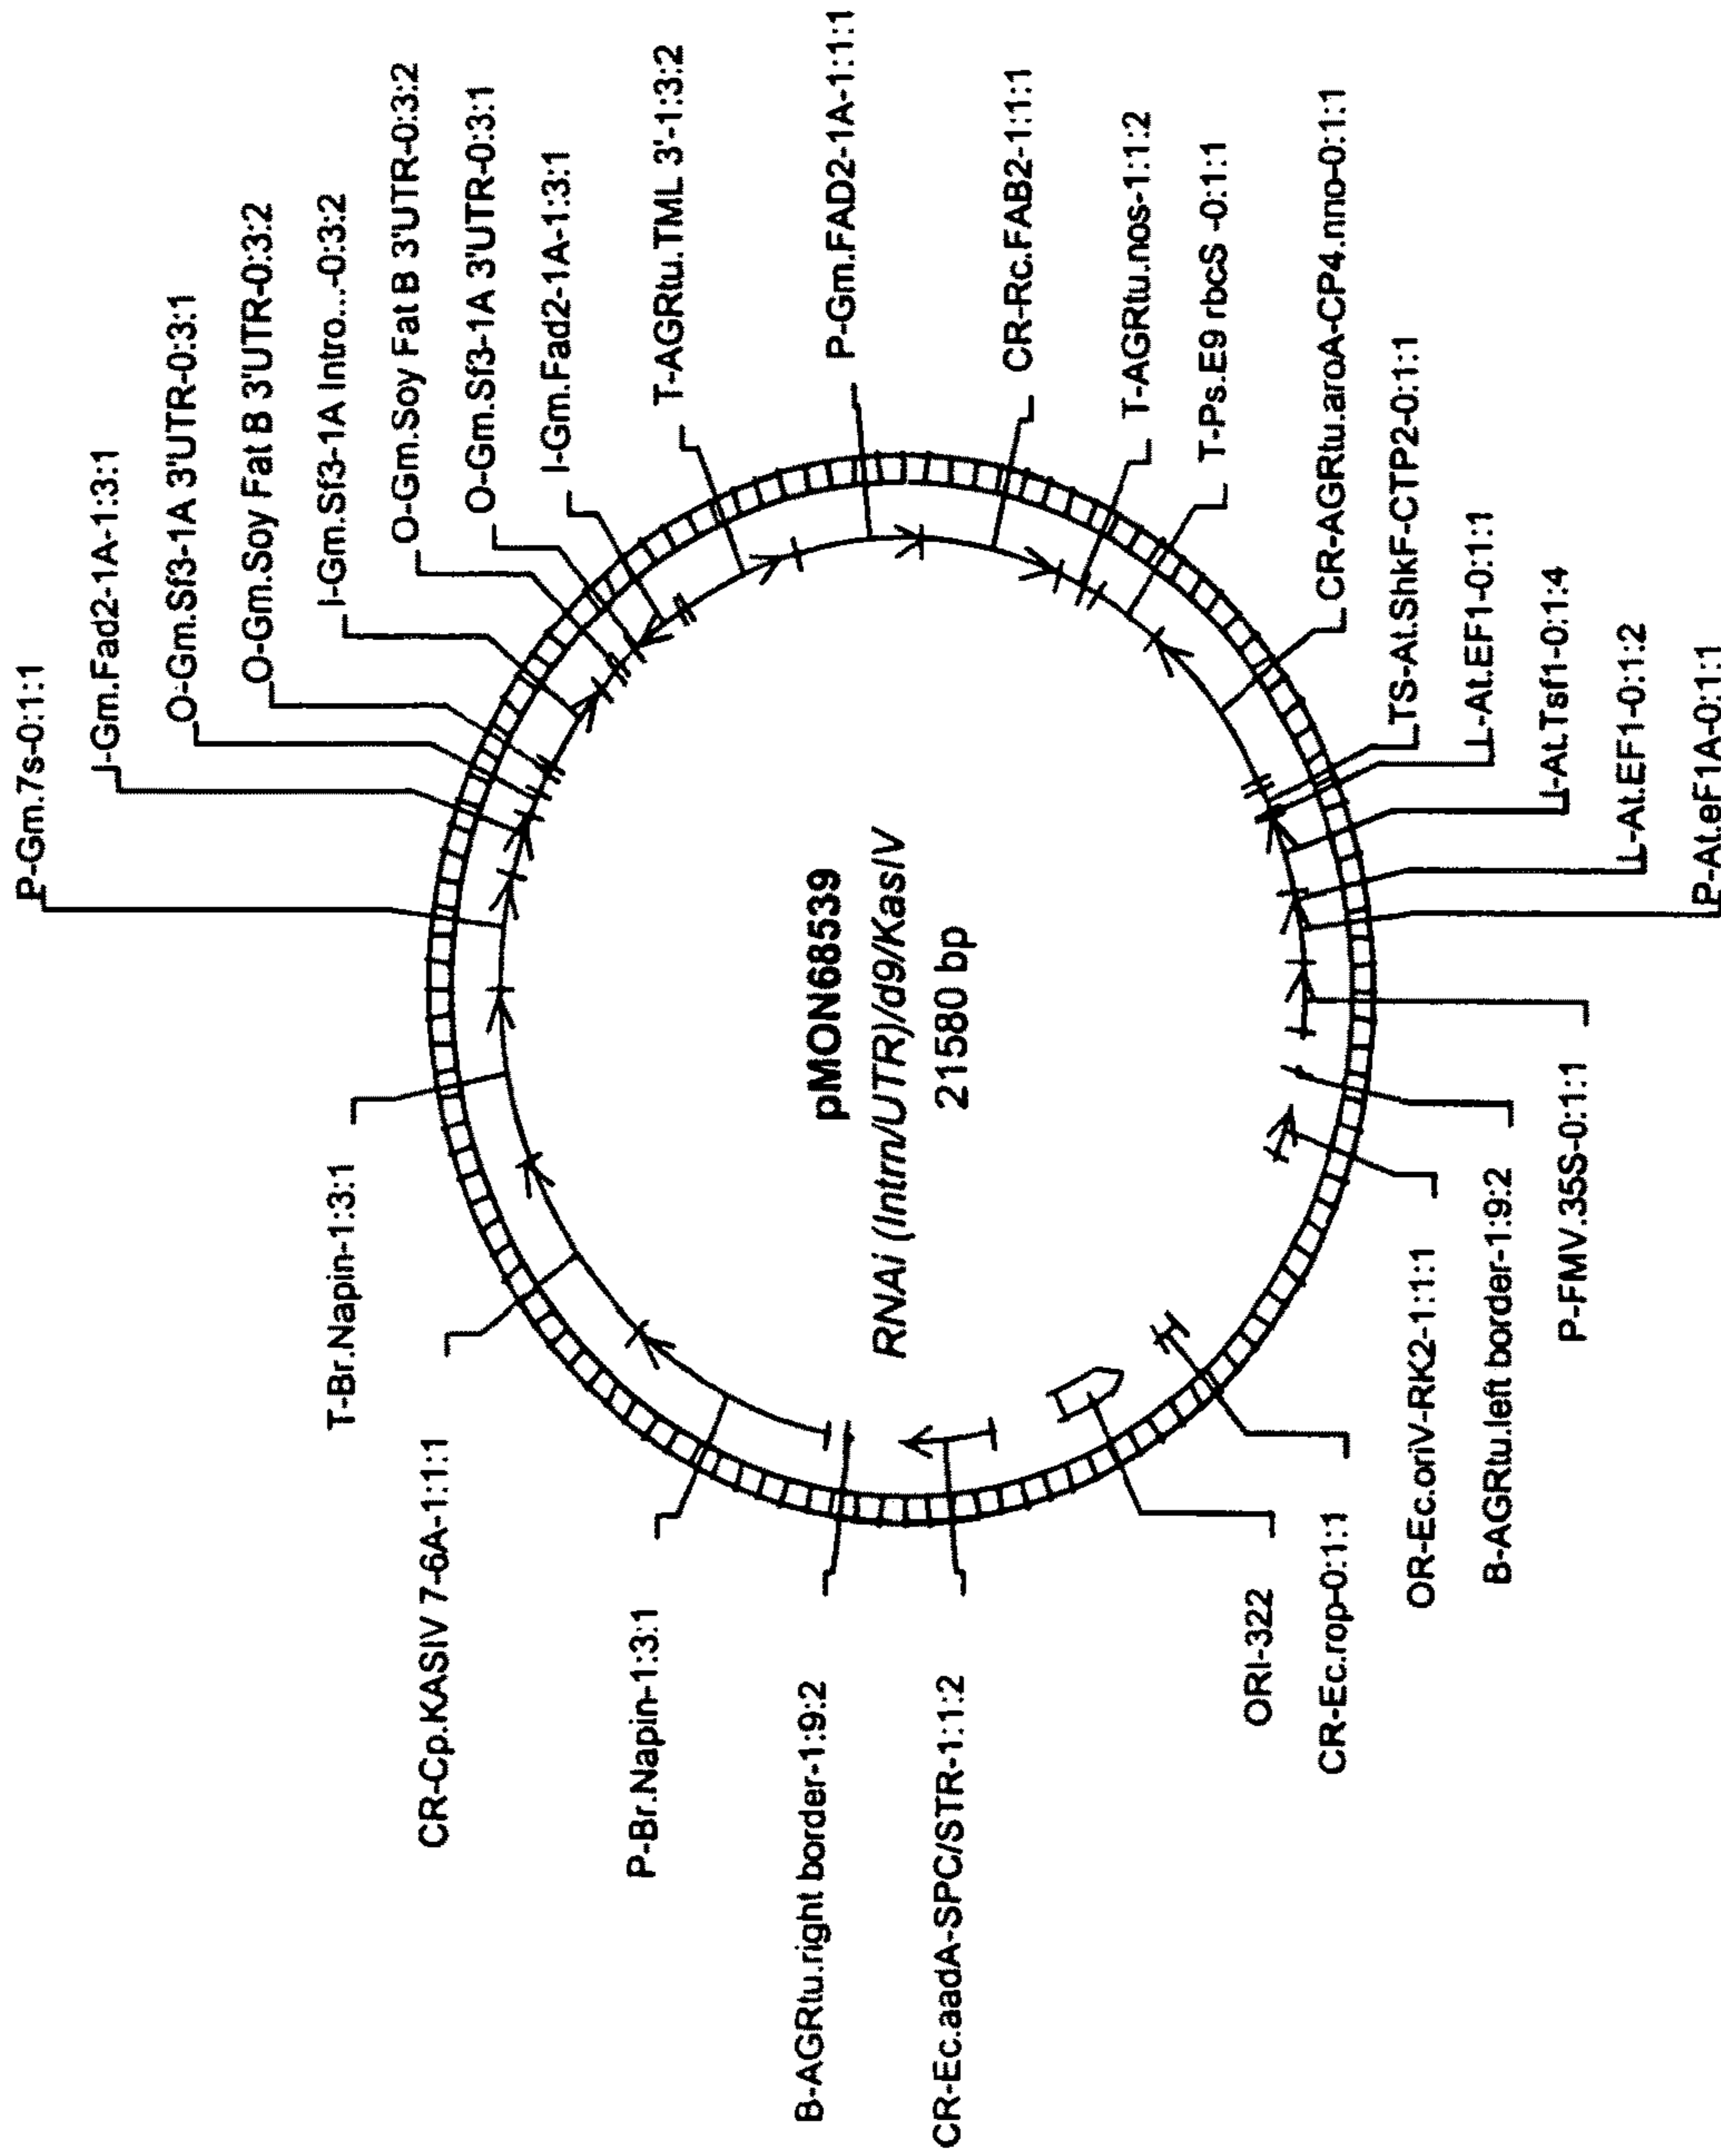 pMON68539
RNAi (Intrn/UTR)/d9/KasIV
21580 bp
P-Gm.7s-0:1:1
I-Gm.Fad2-1A-1:3:1
O-Gm.Sf3-1A 3'UTR-0:3:1
O-Gm.Soy Fat B 3'UTR-0:3:2
I-Gm.Sf3-1A Intro...-0:3:2
O-Gm.Soy Fat B 3'UTR-0:3:2
O-Gm.Sf3-1A 3'UTR-0:3:1
I-Gm.Fad2-1A-1:3:1
T-AGRtu.TML 3'-1:3:2
P-Gm.FAD2-1A-1:1:1
CR-Rc.FAB2-1:1:1
T-AGRtu.nos-1:1:2
T-Ps.E9 rbcS -0:1:1
CR-AGRtu.aroA-CP4.nno-0:1:1
TS-At.ShkF-CTP2-0:1:1
L-At.EF1-0:1:1
I-At.Tsf1-0:1:4
L-At.EF1-0:1:2
P-At.eF1A-0:1:1
P-FMV.35S-0:1:1
B-AGRtu.left border-1:9:2
OR-Ec.oriV-RK2-1:1:1
CR-Ec.rop-0:1:1
ORI-322
CR-Ec.aadA-SPC/STR-1:1:2
B-AGRtu.right border-1:9:2
P-Br.Napin-1:3:1
CR-Cp.KASIV 7-6A-1:1:1
T-Br.Napin-1:3:1